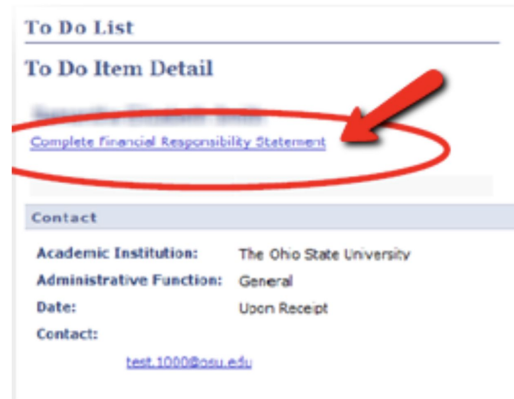 To Do List
To Do Item Detail
Complete Financial Responsibility Statement
Contact
Academic Institution: The Ohio State University
Administrative Function: General
Date: Upon Receipt
Contact:
test.1000@osu.edu